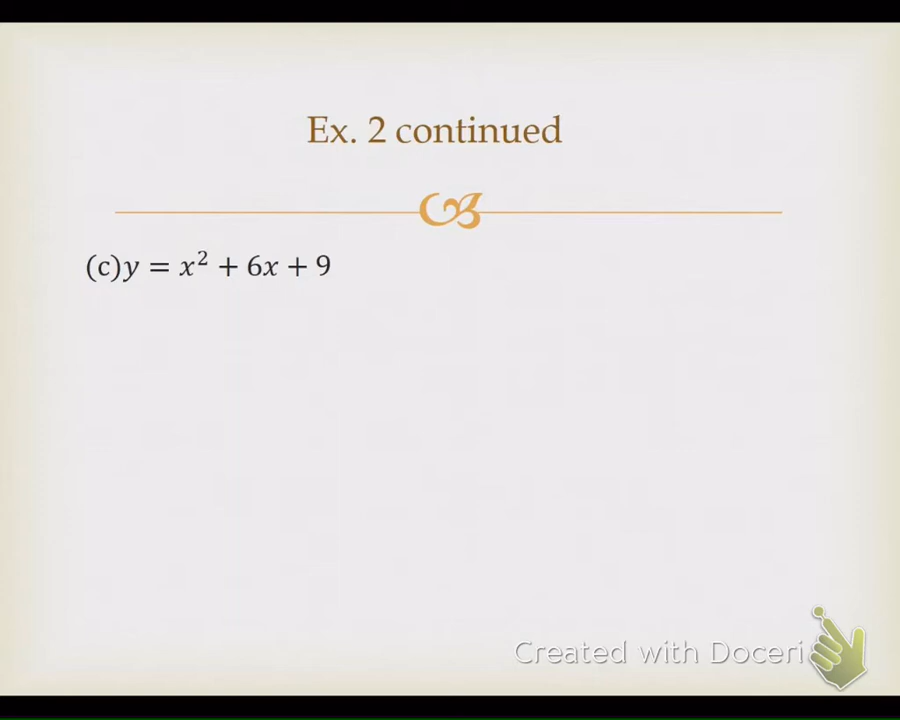 Ex. 2 continued
(c)y = x² + 6x + 9
Created with Doceri